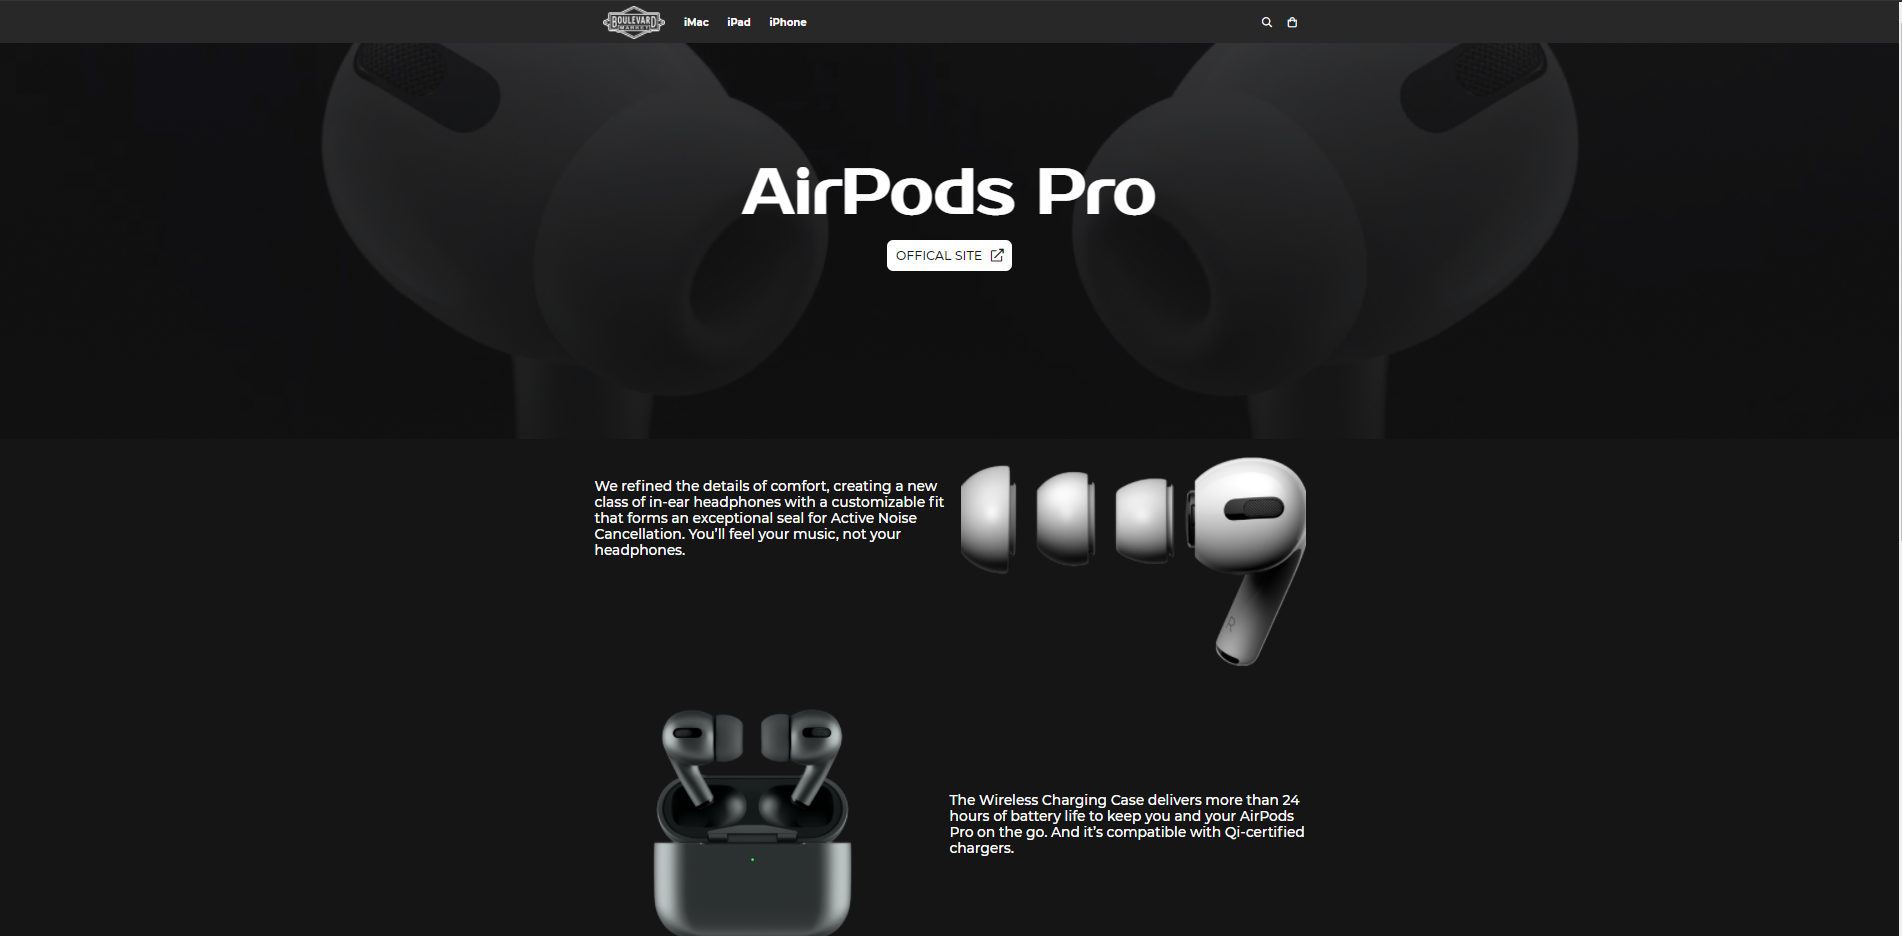 BOULEVARD
MARKET
iMac iPad iPhone
AirPods Pro
OFFICAL SITE
We refined the details of comfort, creating a new
class of in-ear headphones with a customizable fit
that forms an exceptional seal for Active Noise
Cancellation. You’ll feel your music, not your
headphones.
R
The Wireless Charging Case delivers more than 24
hours of battery life to keep you and your AirPods
Pro on the go. And it’s compatible with Qi-certified
chargers.